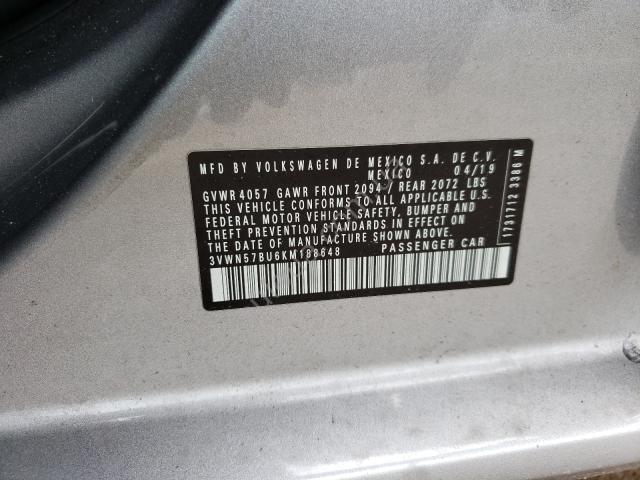 MFD BY VOLKSWAGEN DE MEXICO S.A. DE C.V.
MEXICO 04/19
GVWR 4057 GAWR FRONT 2094 / REAR 2072 LBS
THIS VEHICLE CONFORMS TO ALL APPLICABLE U.S.
FEDERAL MOTOR VEHICLE SAFETY, BUMPER AND
THEFT PREVENTION STANDARDS IN EFFECT ON
THE DATE OF MANUFACTURE SHOWN ABOVE.
3VWN57BU6KM188648 PASSENGER CAR
1731712 3386 M